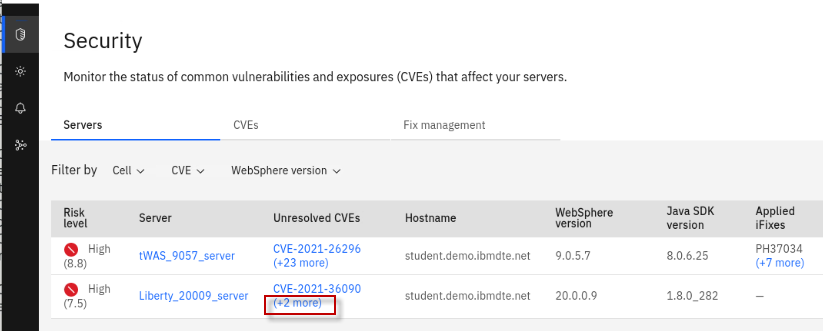 Security
Monitor the status of common vulnerabilities and exposures (CVEs) that affect your servers.
Servers CVEs Fix management
Filter by Cell CVE WebSphere version
Risk level Server Unresolved CVEs Hostname WebSphere version Java SDK version Applied iFixes
High (8.8) tWAS_9057_server CVE-2021-26296 (+23 more) student.demo.ibmdte.net 9.0.5.7 8.0.6.25 PH37034 (+7 more)
High (7.5) Liberty_20009_server CVE-2021-36090 (+2 more) student.demo.ibmdte.net 20.0.0.9 1.8.0_282 —